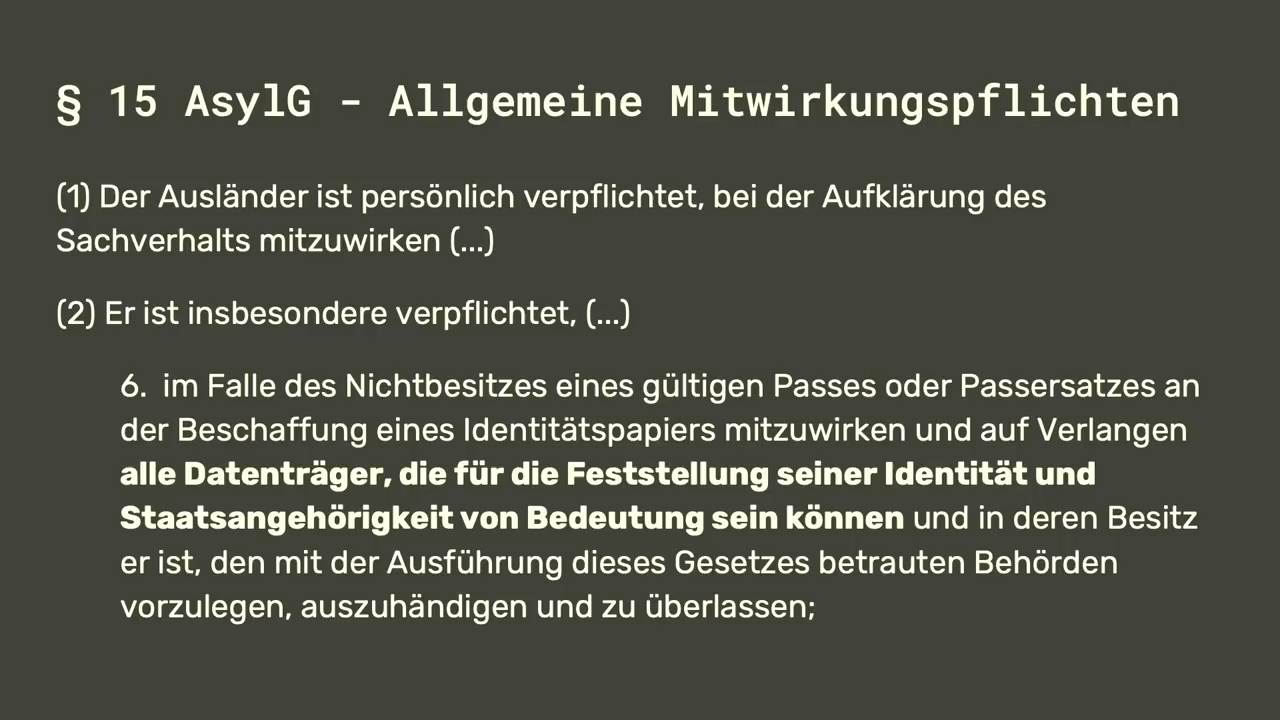 § 15 AsylG - Allgemeine Mitwirkungspflichten
(1) Der Ausländer ist persönlich verpflichtet, bei der Aufklärung des
Sachverhalts mitzuwirken (...)
(2) Er ist insbesondere verpflichtet, (...)
6. im Falle des Nichtbesitzes eines gültigen Passes oder Passersatzes an
der Beschaffung eines Identitätspapiers mitzuwirken und auf Verlangen
alle Datenträger, die für die Feststellung seiner Identität und
Staatsangehörigkeit von Bedeutung sein können und in deren Besitz
er ist, den mit der Ausführung dieses Gesetzes betrauten Behörden
vorzulegen, auszuhändigen und zu überlassen;